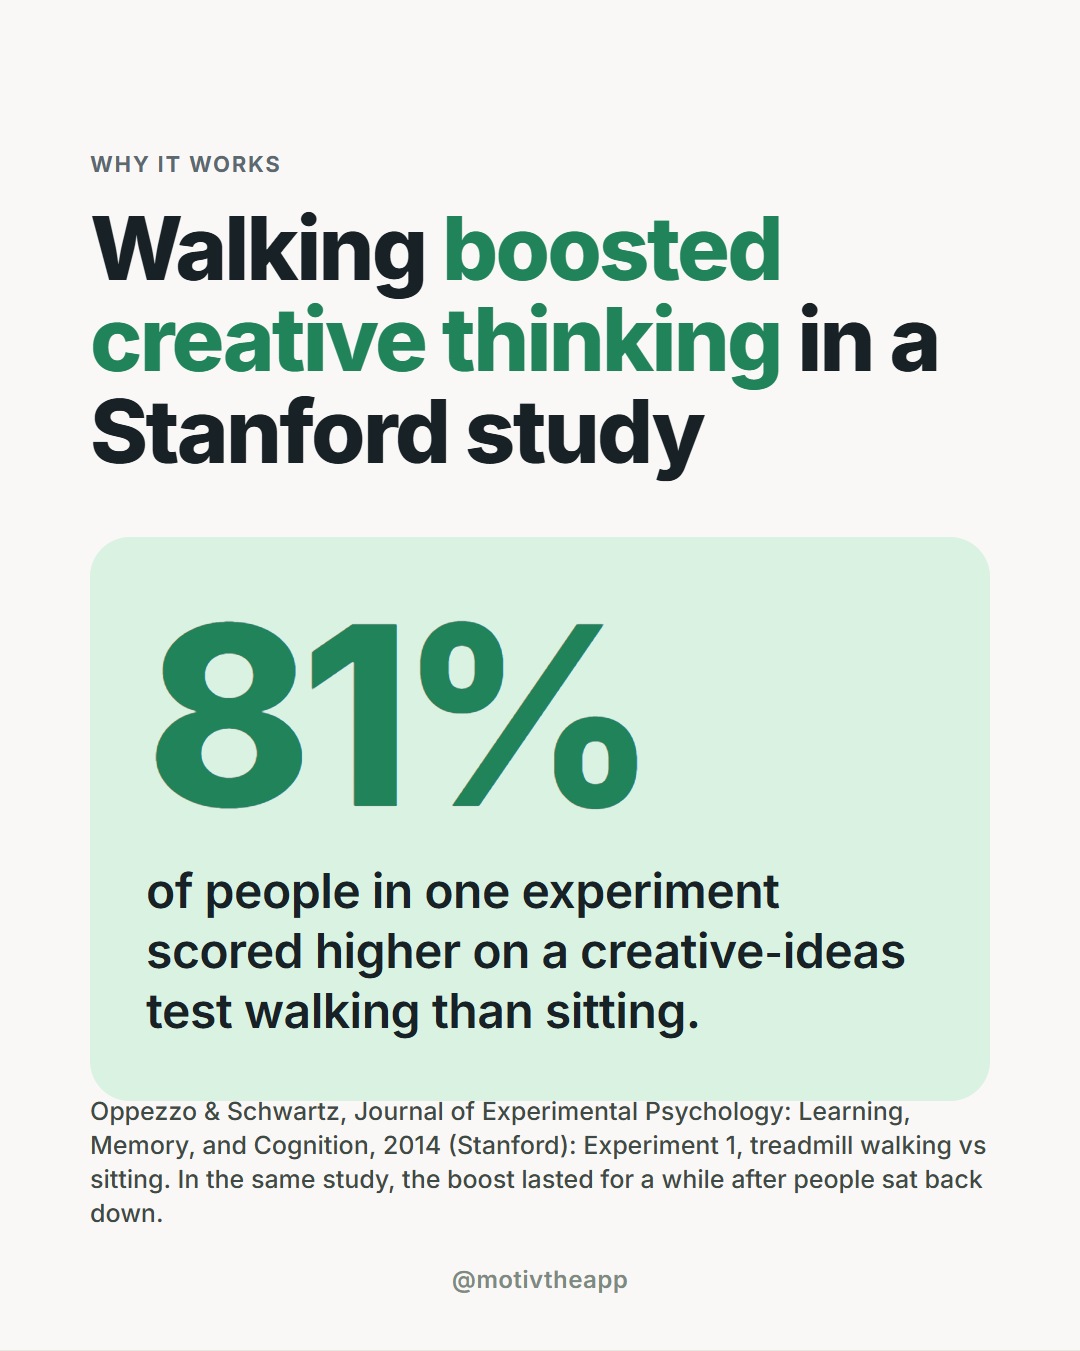 WHY IT WORKS
Walking boosted
creative thinking in a
Stanford study
81%
of people in one experiment
scored higher on a creative-ideas
test walking than sitting.
Oppezzo & Schwartz, Journal of Experimental Psychology: Learning,
Memory, and Cognition, 2014 (Stanford): Experiment 1, treadmill walking vs
sitting. In the same study, the boost lasted for a while after people sat back
down.
@motivtheapp